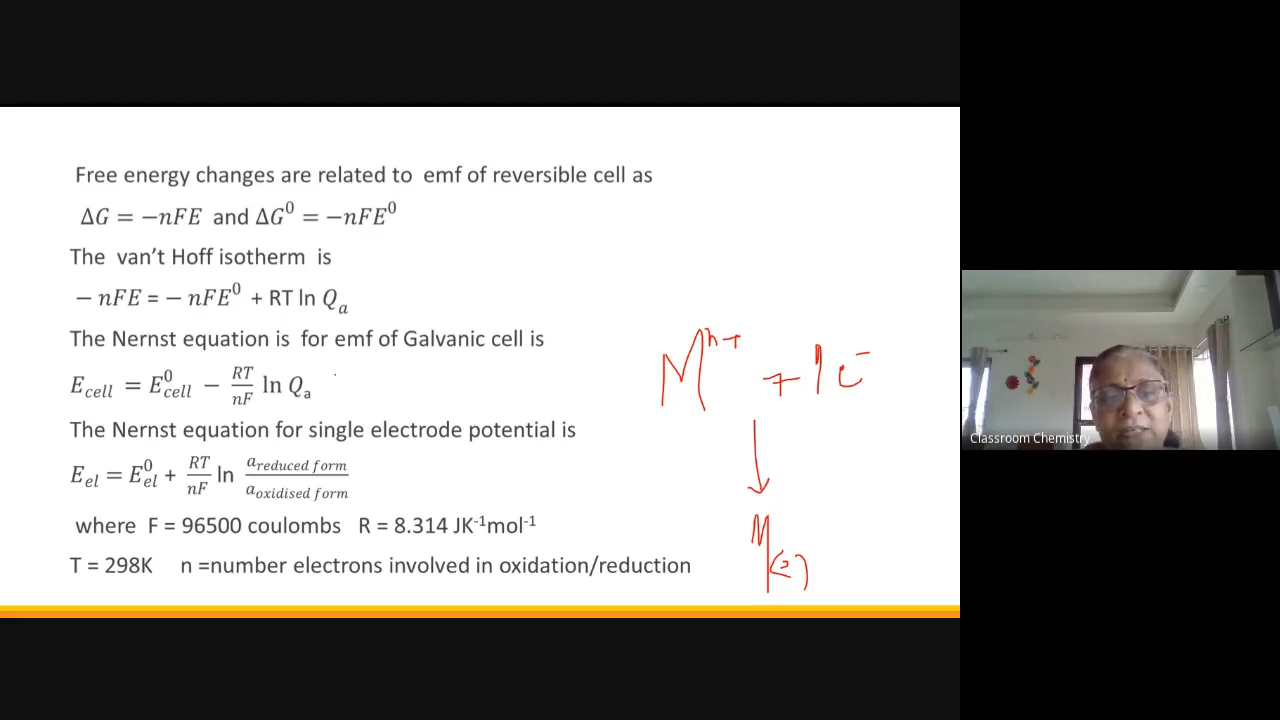 Free energy changes are related to emf of reversible cell as
ΔG = −nFE and ΔG⁰ = −nFE⁰
The van't Hoff isotherm is
− nFE = − nFE⁰ + RT ln Qₐ
The Nernst equation is for emf of Galvanic cell is
E_cell = E⁰_cell − RT/nF ln Qₐ
The Nernst equation for single electrode potential is
E_el = E⁰_el + RT/nF ln a_reduced form/a_oxidised form
where F = 96500 coulombs R = 8.314 JK⁻¹mol⁻¹
T = 298K n =number electrons involved in oxidation/reduction
Mⁿ⁺ +
M
Classroom Chemistry